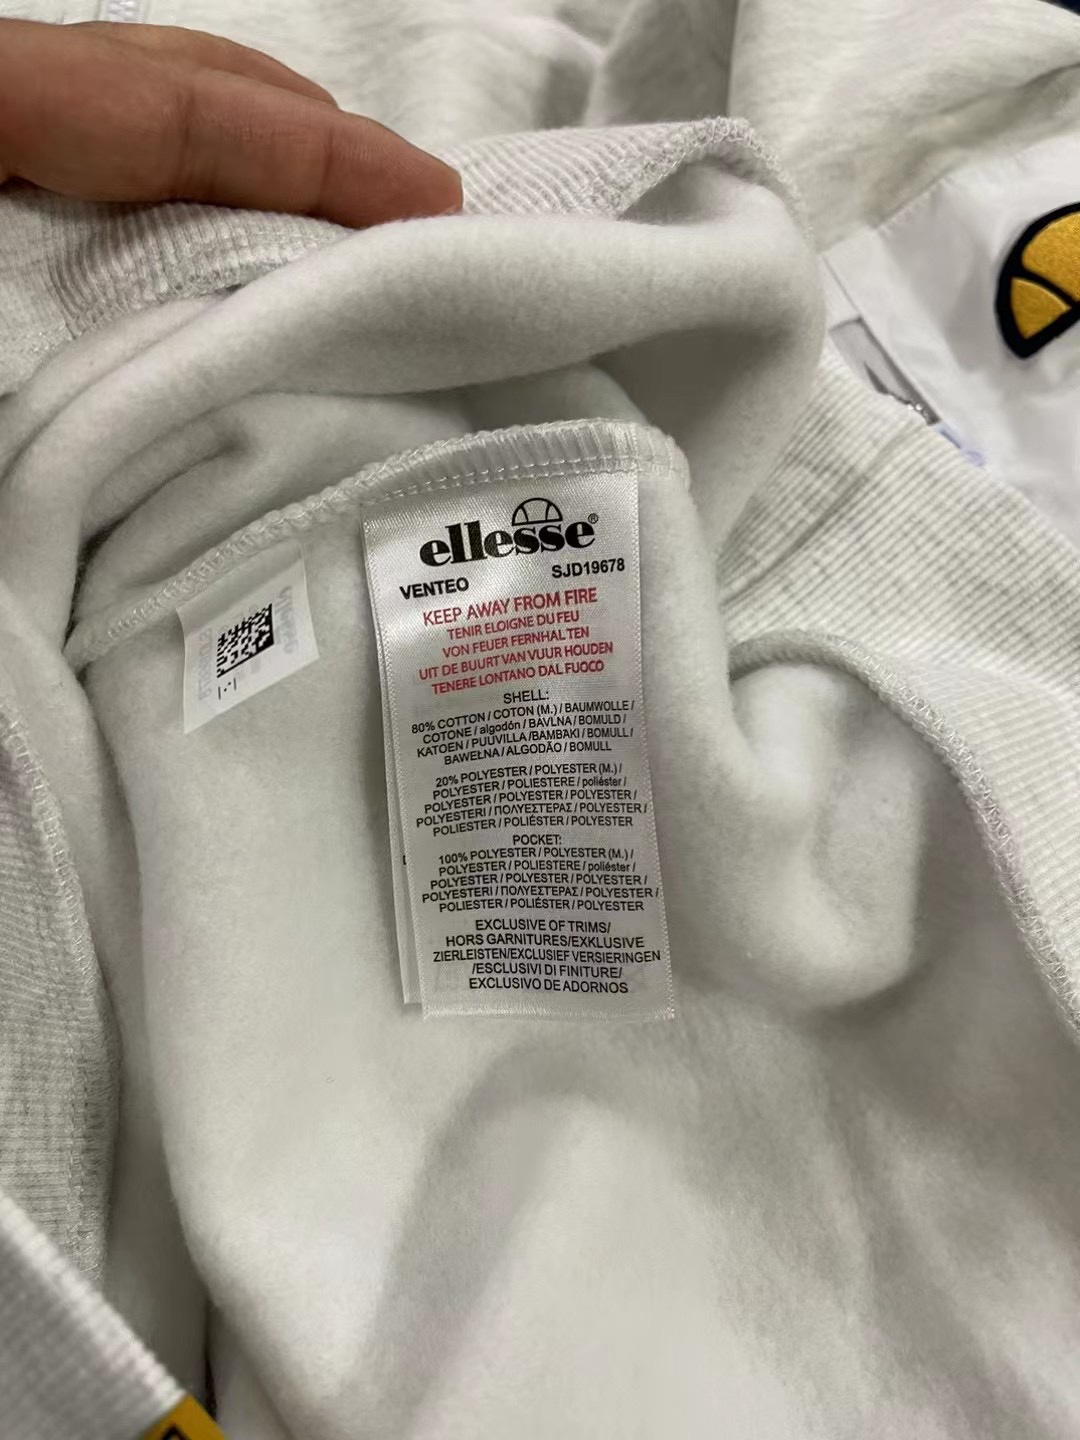 ellesse®
VENTEO SJD19678
KEEP AWAY FROM FIRE
TENIR ELOIGNE DU FEU
VON FEUER FERNHALTEN
UIT DE BUURT VAN VUUR HOUDEN
TENERE LONTANO DAL FUOCO
SHELL:
80% COTTON / COTON (M.) / BAUMWOLLE /
COTONE / algodón / BAVLNA / BOMULD /
KATOEN / PUUVILLA / BAMBAKI / BOMULL /
BAWEŁNA / ALGODÃO / BOMULL
20% POLYESTER / POLYESTER (M.) /
POLYESTER / POLIESTERE / poliéster /
POLYESTER / POLYESTER / POLYESTER /
POLYESTERI / ΠΟΛΥΕΣΤΕΡΑΣ / POLYESTER /
POLIESTER / POLIÉSTER / POLYESTER
POCKET:
100% POLYESTER / POLYESTER (M.) /
POLYESTER / POLIESTERE / poliéster /
POLYESTER / POLYESTER / POLYESTER /
POLYESTERI / ΠΟΛΥΕΣΤΕΡΑΣ / POLYESTER /
POLIESTER / POLIÉSTER / POLYESTER
EXCLUSIVE OF TRIMS/
HORS GARNITURES/EXKLUSIVE
ZIERLEISTEN/EXCLUSIEF VERSIERINGEN
/ESCLUSIVI DI FINITURE/
EXCLUSIVO DE ADORNOS